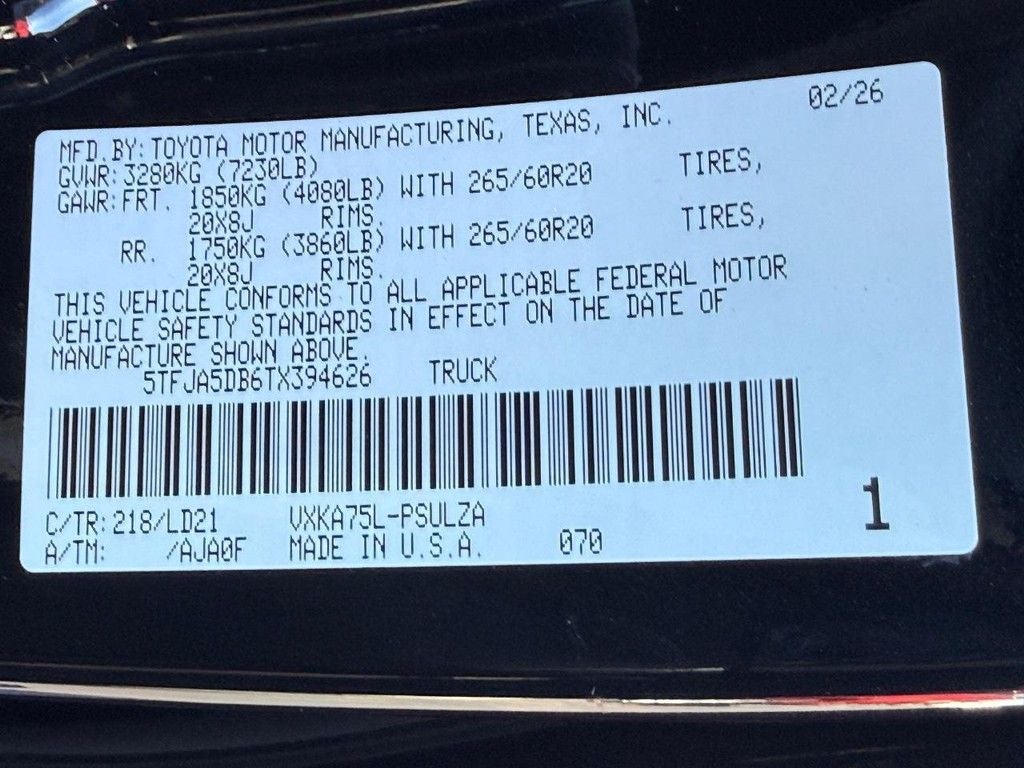 02/26
MFD.BY: TOYOTA MOTOR MANUFACTURING, TEXAS, INC.
GVWR: 3280KG (7230LB)
GAWR: FRT. 1850KG (4080LB) WITH 265/60R20 TIRES,
20X8J RIMS.
RR. 1750KG (3860LB) WITH 265/60R20 TIRES,
20X8J RIMS.
THIS VEHICLE CONFORMS TO ALL APPLICABLE FEDERAL MOTOR
VEHICLE SAFETY STANDARDS IN EFFECT ON THE DATE OF
MANUFACTURE SHOWN ABOVE.
5TFJA5DB6TX394626 TRUCK
C/TR: 218/LD21 VXKA75L-PSULZA
A/TM: /AJA0F MADE IN U.S.A. 070
1